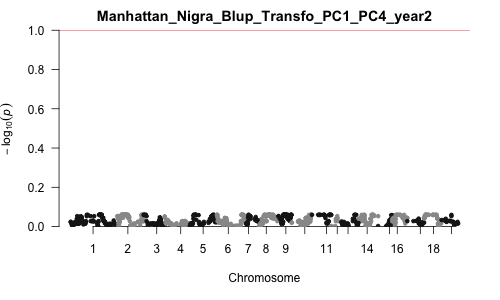 Manhattan_Nigra_Blup_Transfo_PC1_PC4_year2
− log10(p)
1.0
0.8
0.6
0.4
0.2
0.0
1 2 3 4 5 6 7 8 9 11 14 16 18
Chromosome